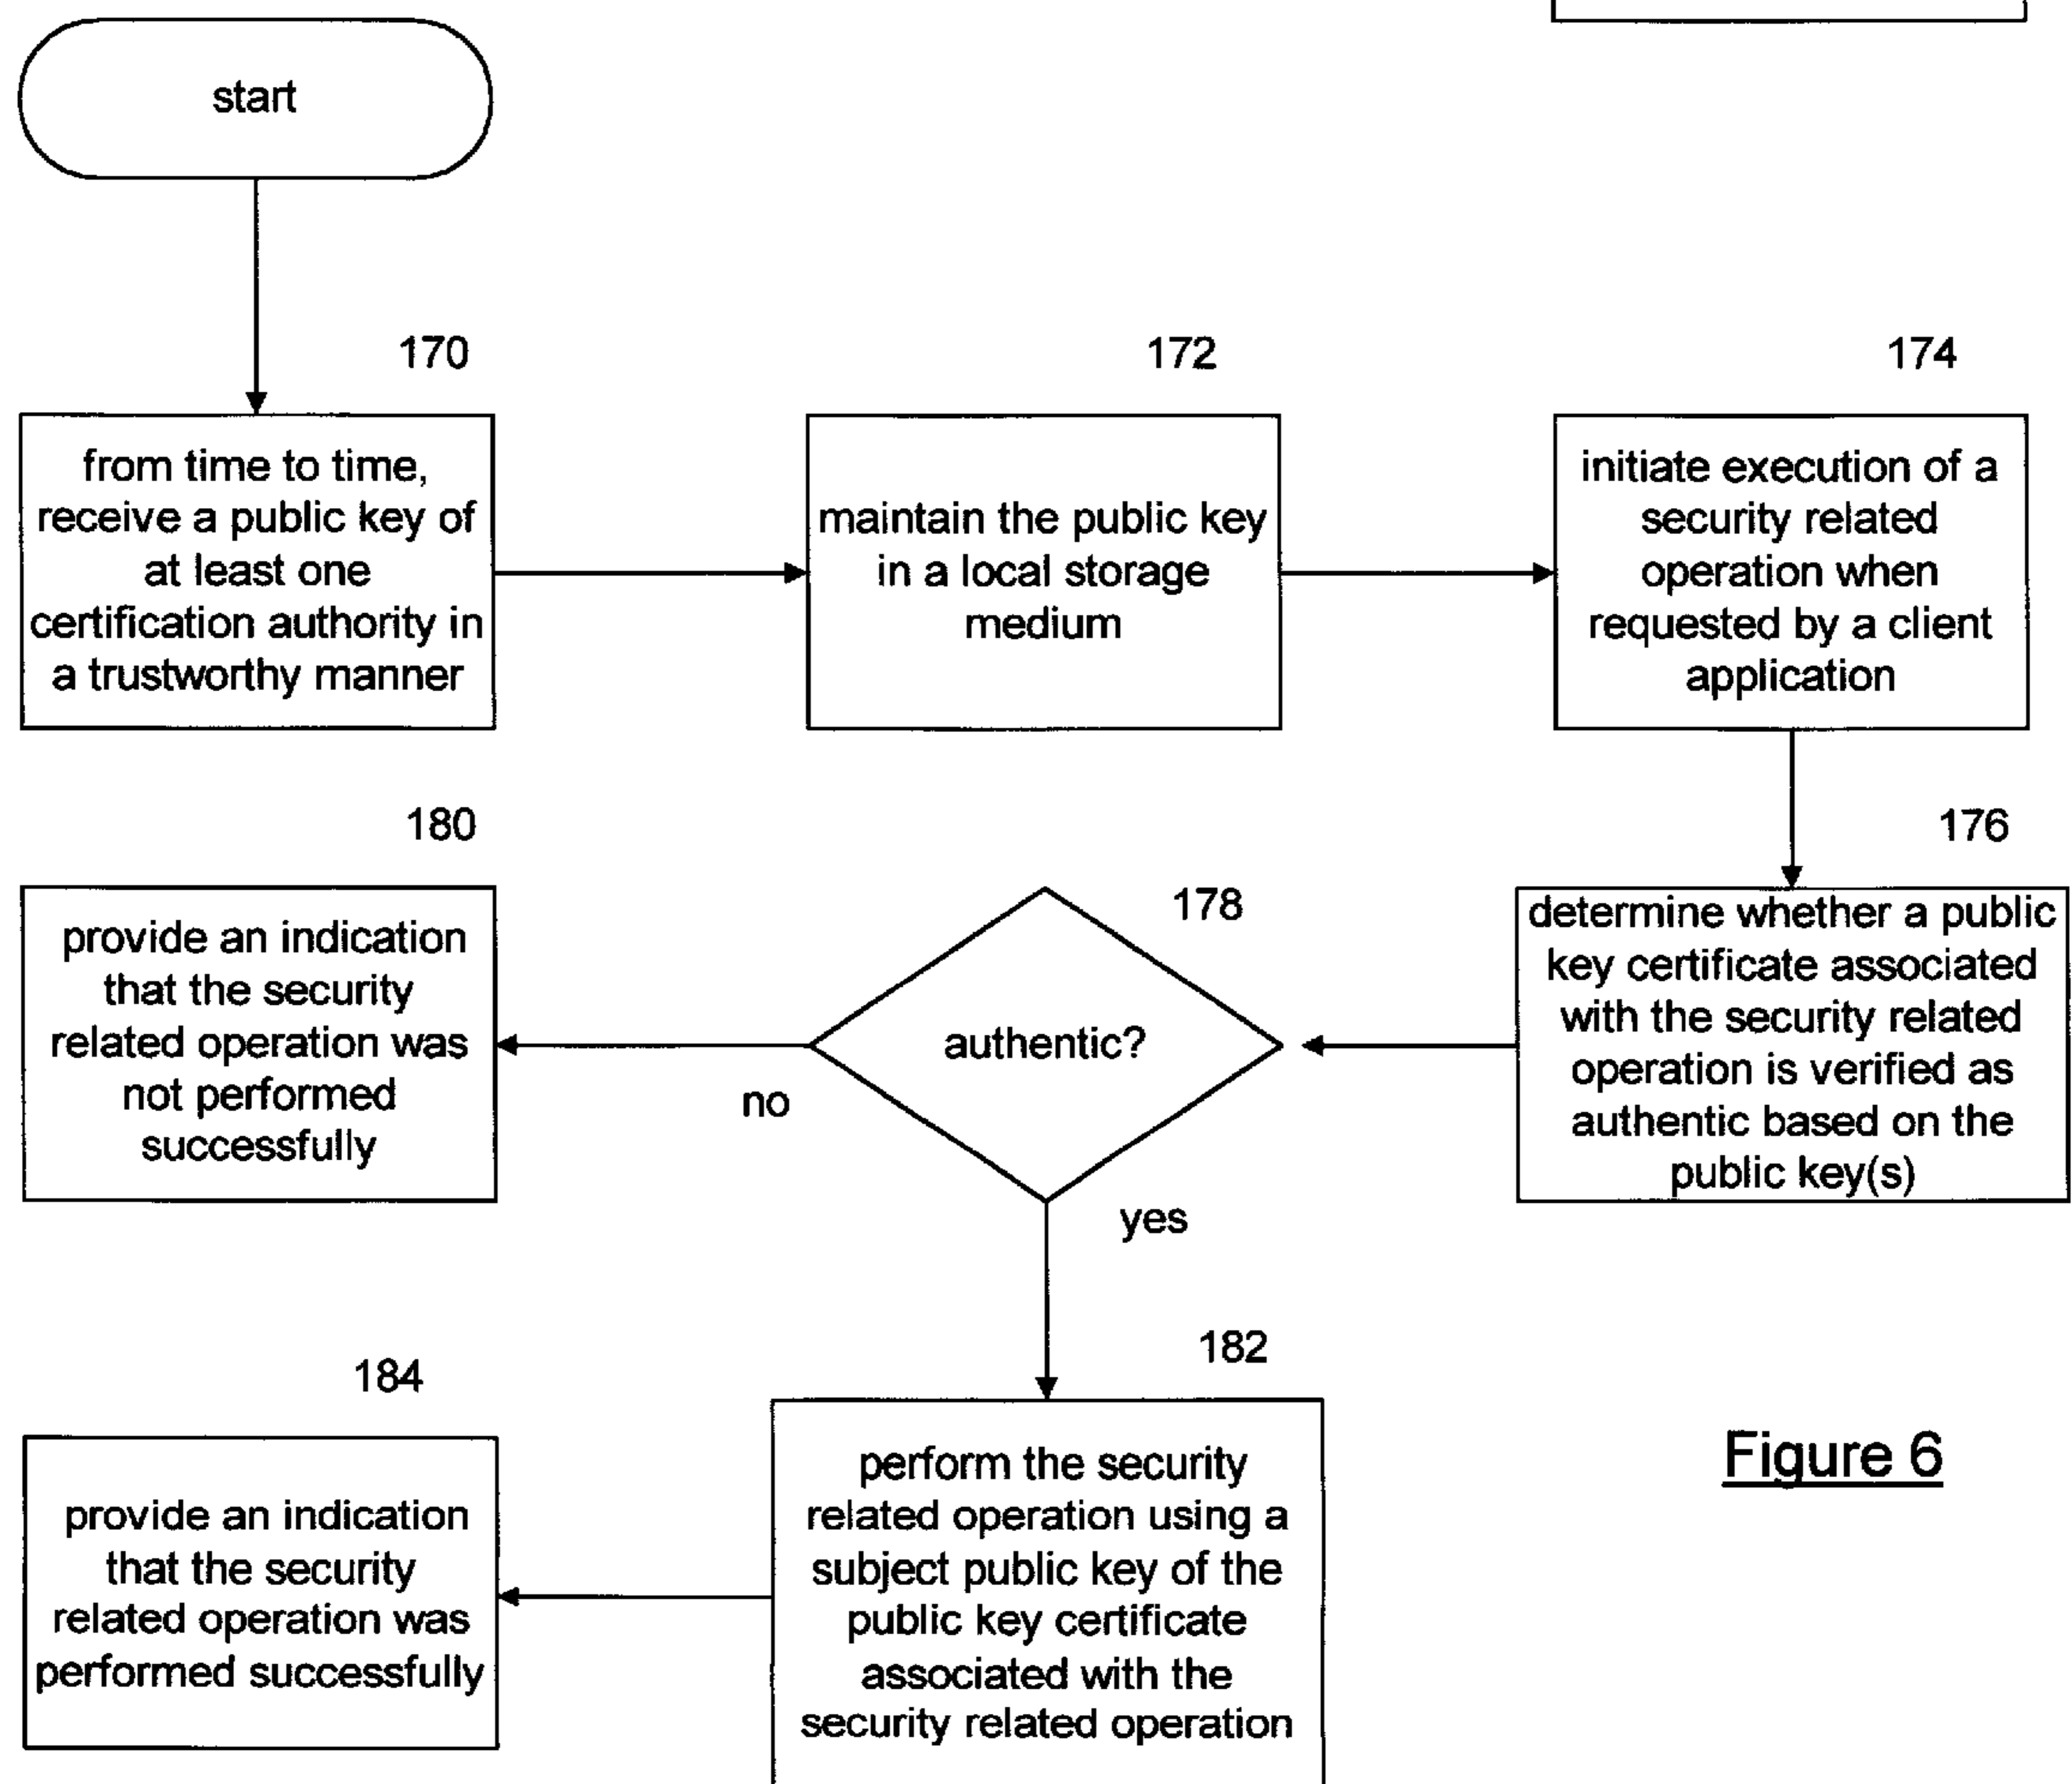 start
170
from time to time,
receive a public key of
at least one
certification authority in
a trustworthy manner
172
maintain the public key
in a local storage
medium
174
initiate execution of a
security related
operation when
requested by a client
application
176
determine whether a public
key certificate associated
with the security related
operation is verified as
authentic based on the
public key(s)
178
authentic?
no
yes
180
provide an indication
that the security
related operation was
not performed
successfully
182
perform the security
related operation using a
subject public key of the
public key certificate
associated with the
security related operation
184
provide an indication
that the security
related operation was
performed successfully
Figure 6